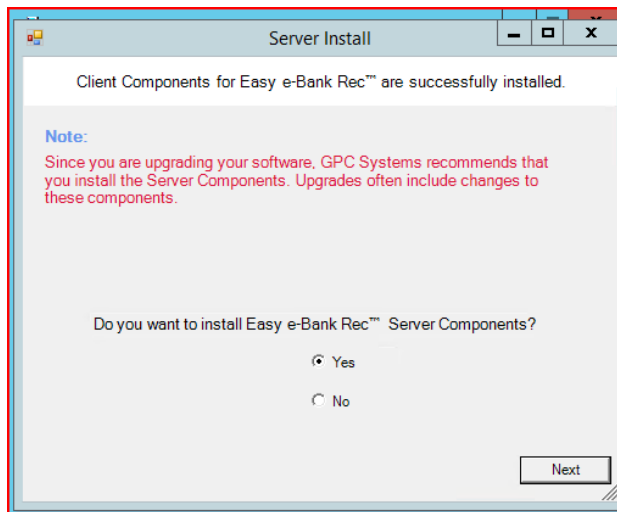 Server Install
Client Components for Easy e-Bank Rec™ are successfully installed.
Note:
Since you are upgrading your software, GPC Systems recommends that
you install the Server Components. Upgrades often include changes to
these components.
Do you want to install Easy e-Bank Rec™ Server Components?
Yes
No
Next